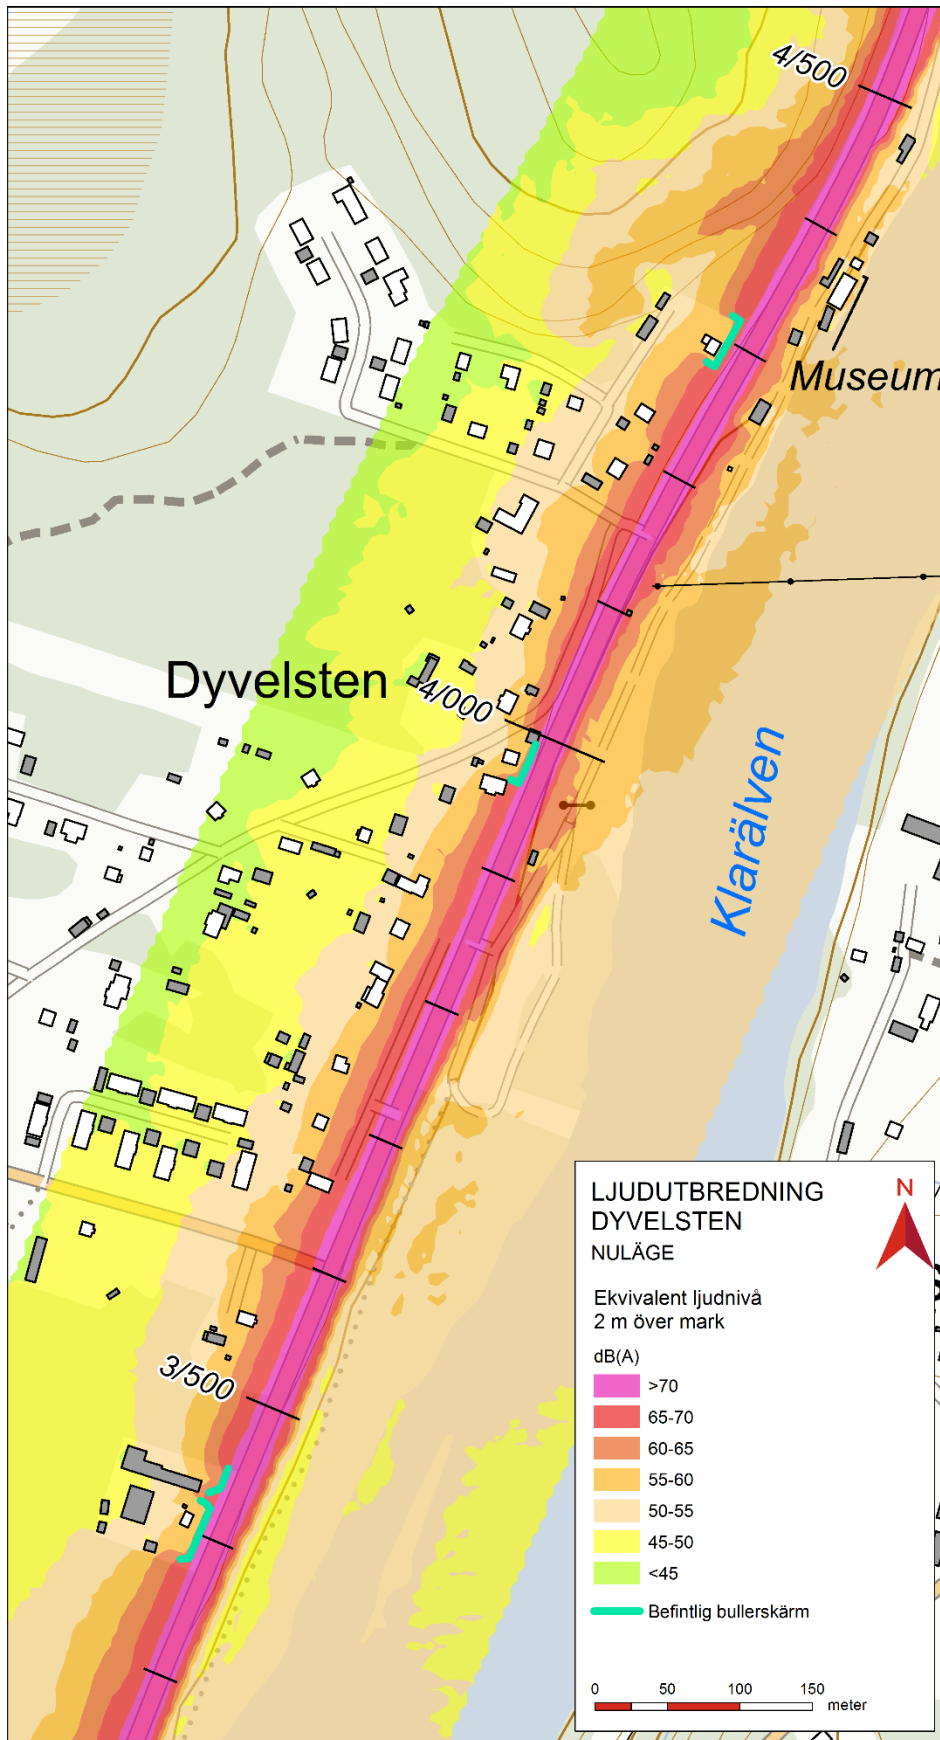 4/500
Museum
Dyvelsten
4/000
Klarälven
3/500
LJUDUTBREDNING
DYVELSTEN
NULÄGE
N
Ekvivalent ljudnivå
2 m över mark
dB(A)
>70
65-70
60-65
55-60
50-55
45-50
<45
Befintlig bullerskärm
0 50 100 150
meter